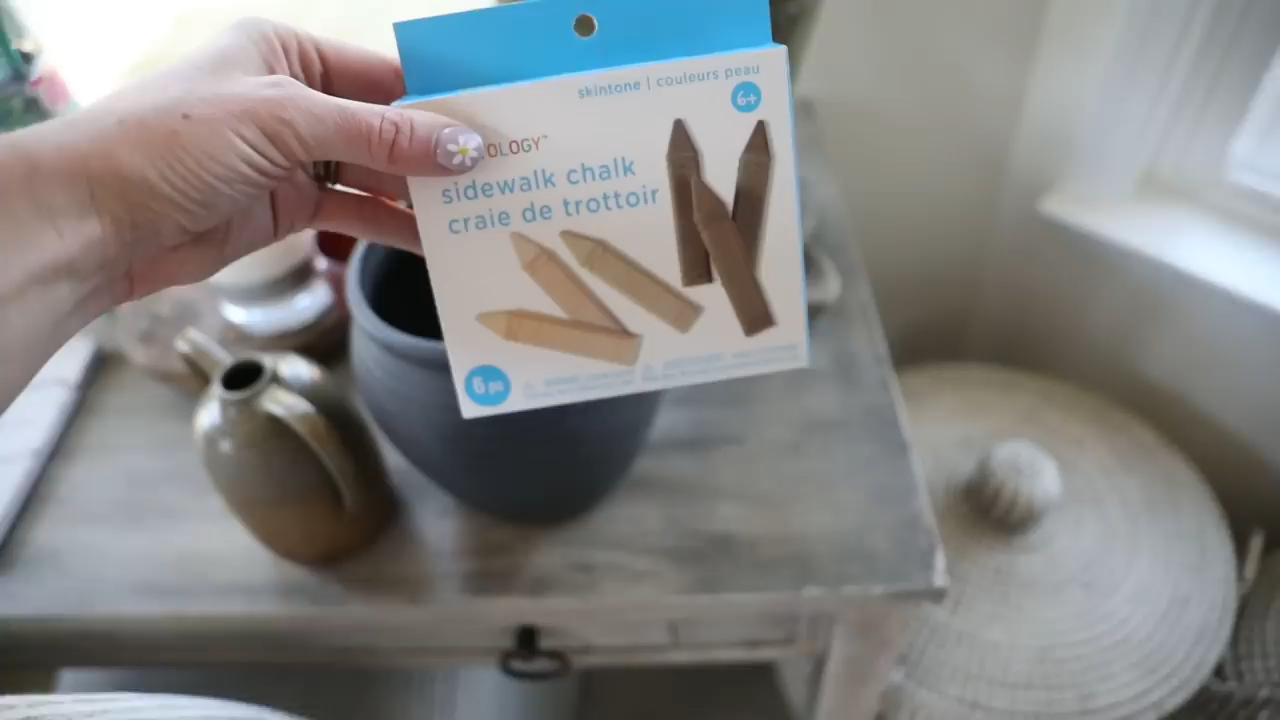 skintone | couleurs peau
6+
OLOGY™
sidewalk chalk
craie de trottoir
6 pc